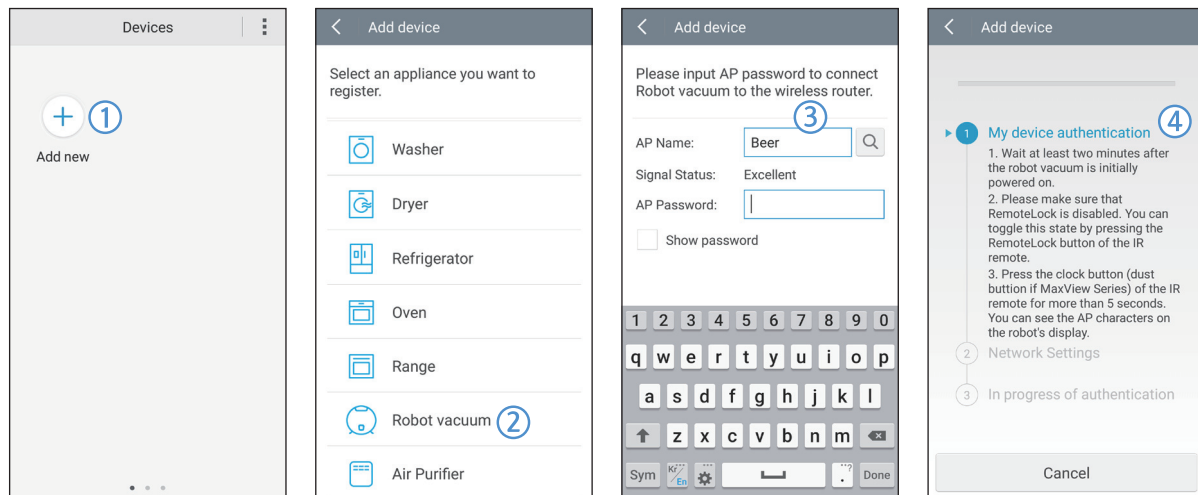 Devices
①
Add new
Add device
Select an appliance you want to
register.
Washer
Dryer
Refrigerator
Oven
Range
Robot vacuum ②
Air Purifier
Add device
Please input AP password to connect
Robot vacuum to the wireless router.
③
AP Name: Beer
Signal Status: Excellent
AP Password:
Show password
1 2 3 4 5 6 7 8 9 0
q w e r t y u i o p
a s d f g h j k l
z x c v b n m
Sym Kr/En .?  Done
Add device
1 My device authentication ④
1. Wait at least two minutes after
the robot vacuum is initially
powered on.
2. Please make sure that
RemoteLock is disabled. You can
toggle this state by pressing the
RemoteLock button of the IR
remote.
3. Press the clock button (dust
buttion if MaxView Series) of the IR
remote for more than 5 seconds.
You can see the AP characters on
the robot's display.
2 Network Settings
3 In progress of authentication
Cancel